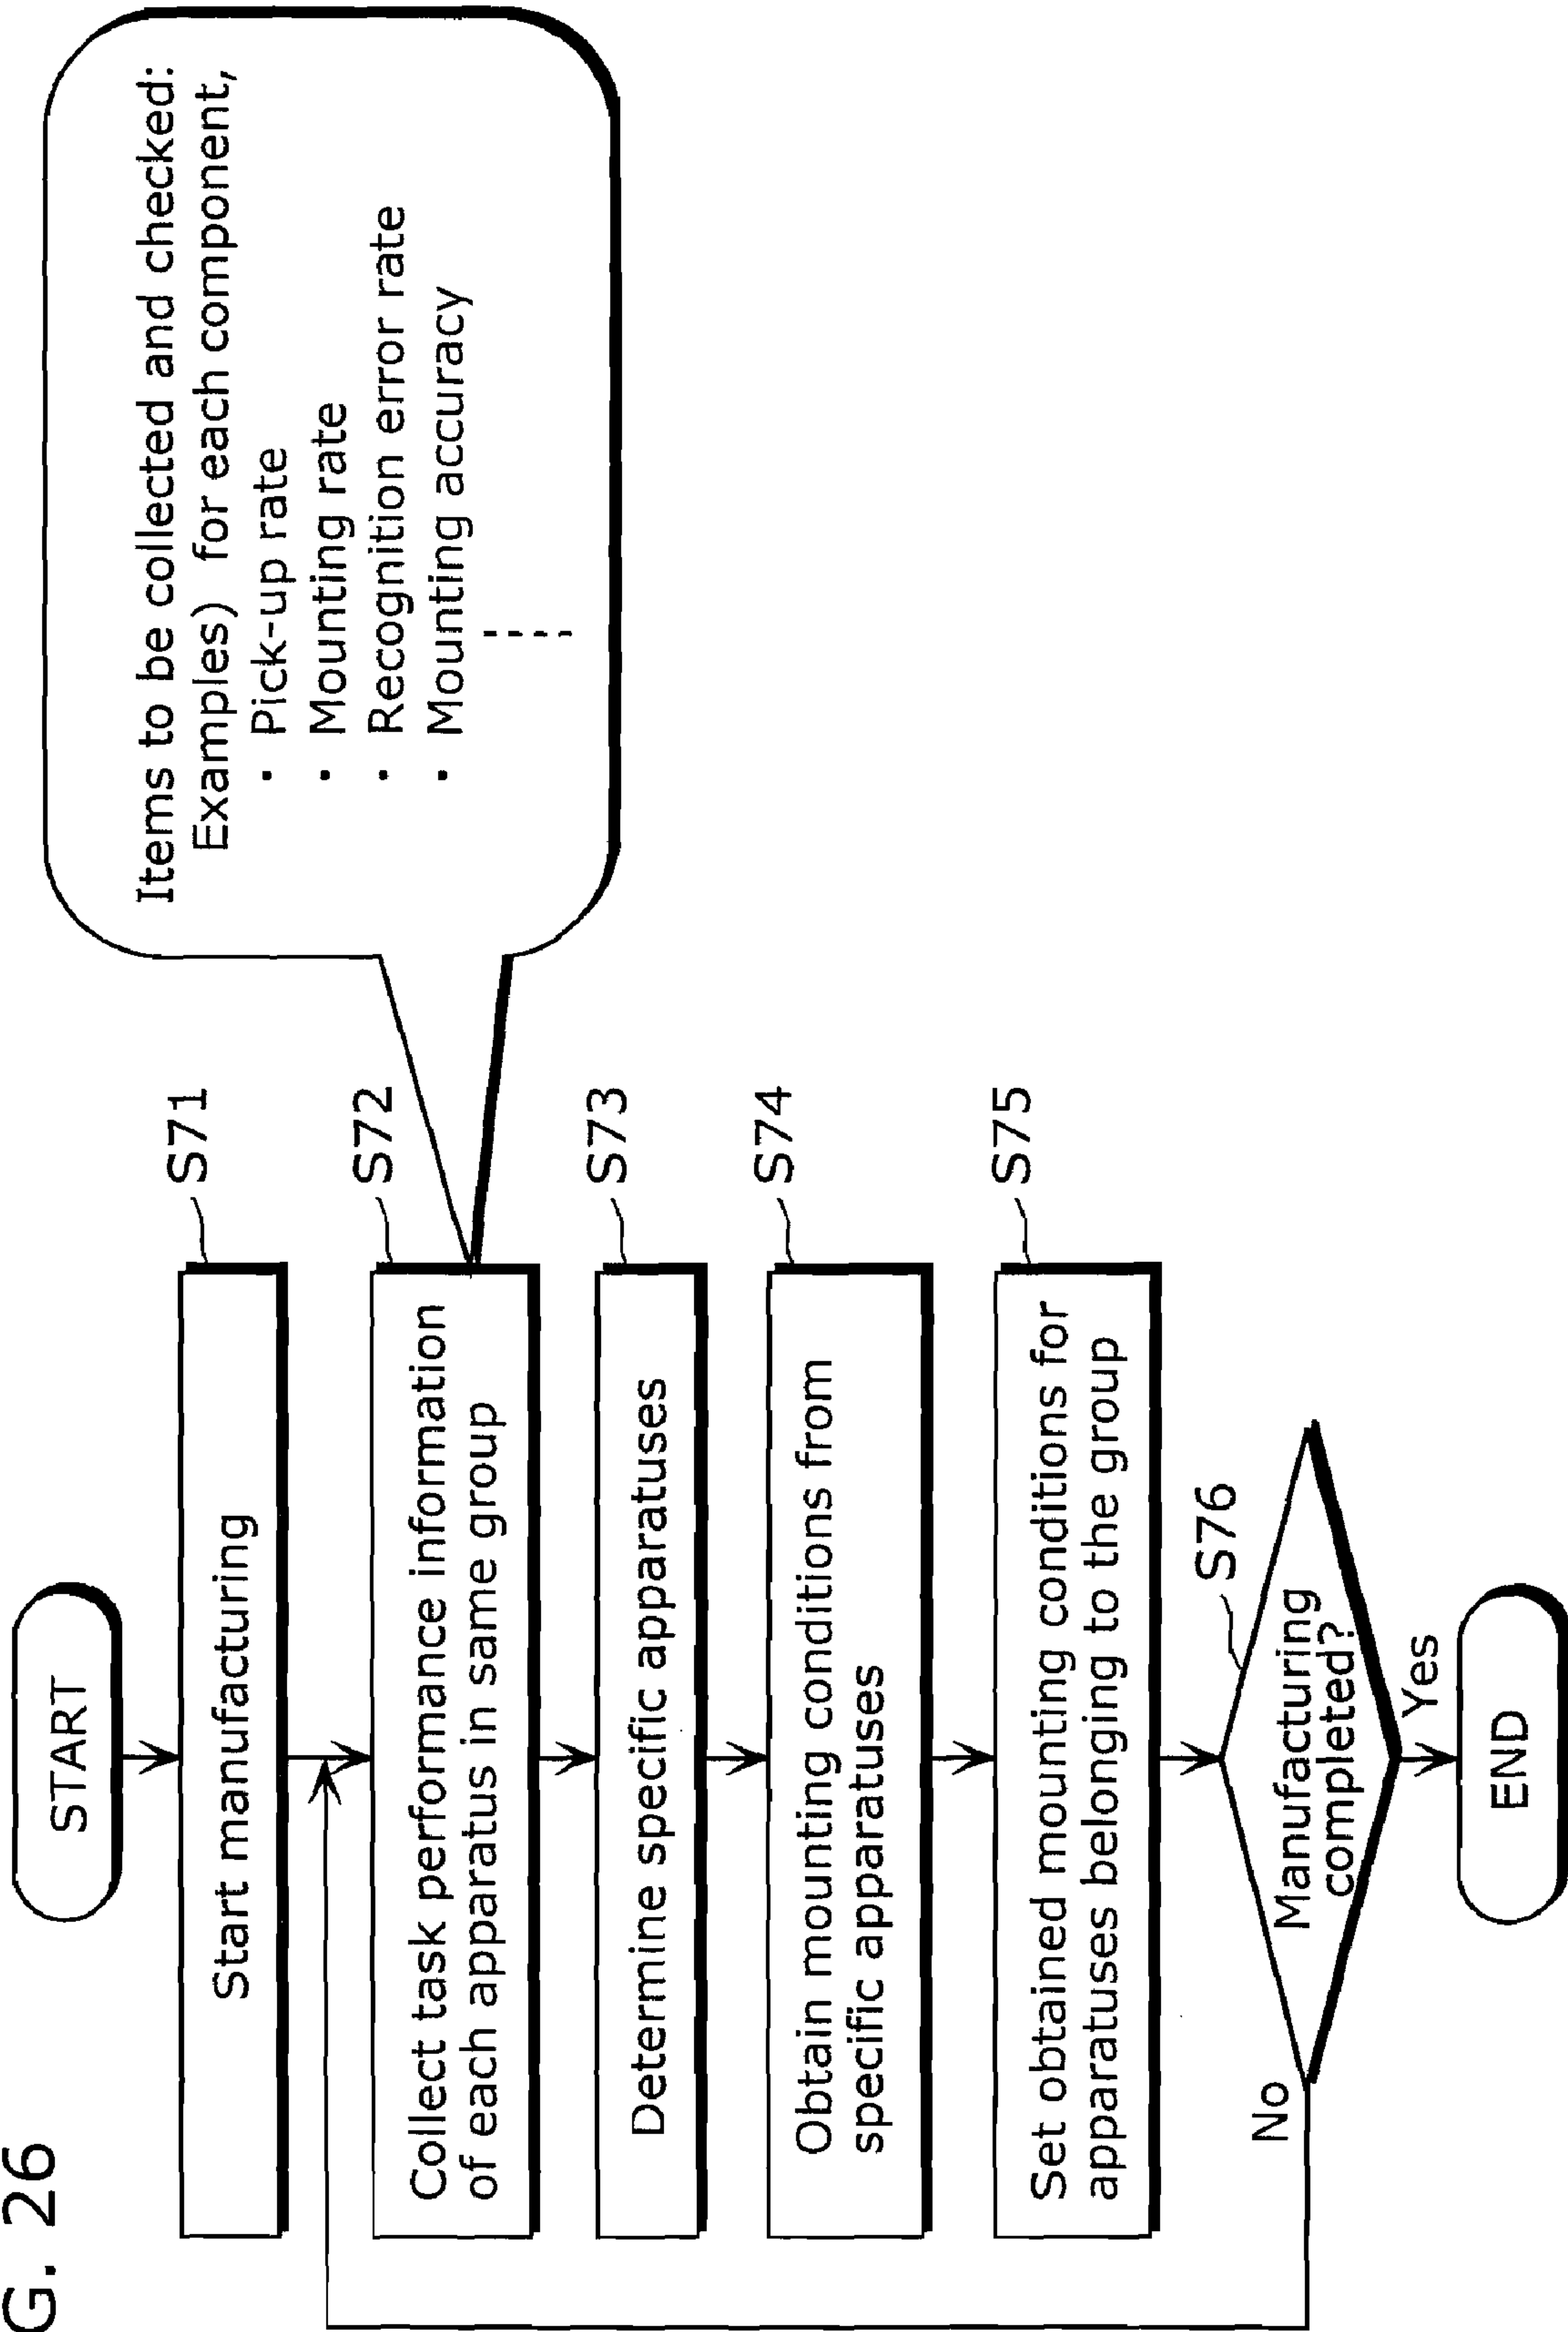 G. 26
START
Start manufacturing
S71
Collect task performance information
of each apparatus in same group
S72
Items to be collected and checked:
Examples) for each component,
· Pick-up rate
· Mounting rate
· Recognition error rate
· Mounting accuracy
Determine specific apparatuses
S73
Obtain mounting conditions from
specific apparatuses
S74
Set obtained mounting conditions for
apparatuses belonging to the group
S75
Manufacturing
completed?
S76
No
Yes
END